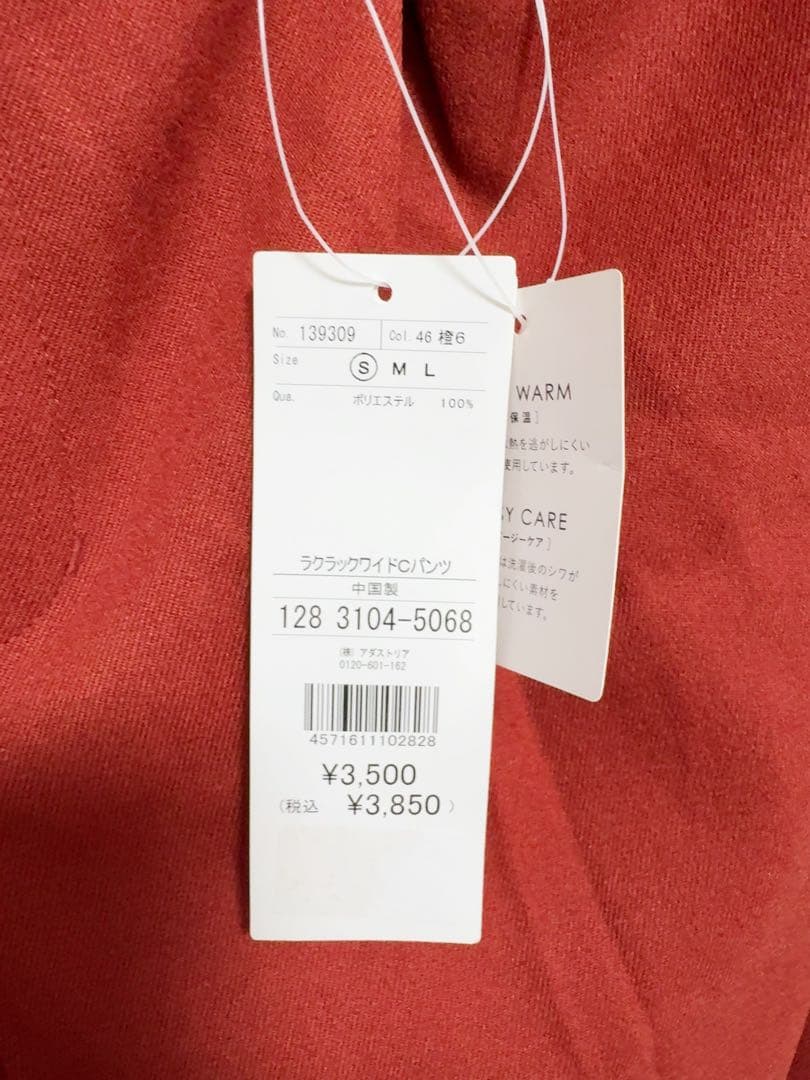 No. 139309 Col. 46 橙6
Size Ⓢ M L
Qua. ポリエステル 100%
ラクラックワイドCパンツ
中国製
128 3104-5068
(株) アダストリア
0120-601-162
4571611102828
¥3,500
(税込 ¥3,850)
WARM
保温]
熱を逃がしにくい
使用しています。
Y CARE
ージーケア]
は洗濯後のシワが
にくい素材を
しています。